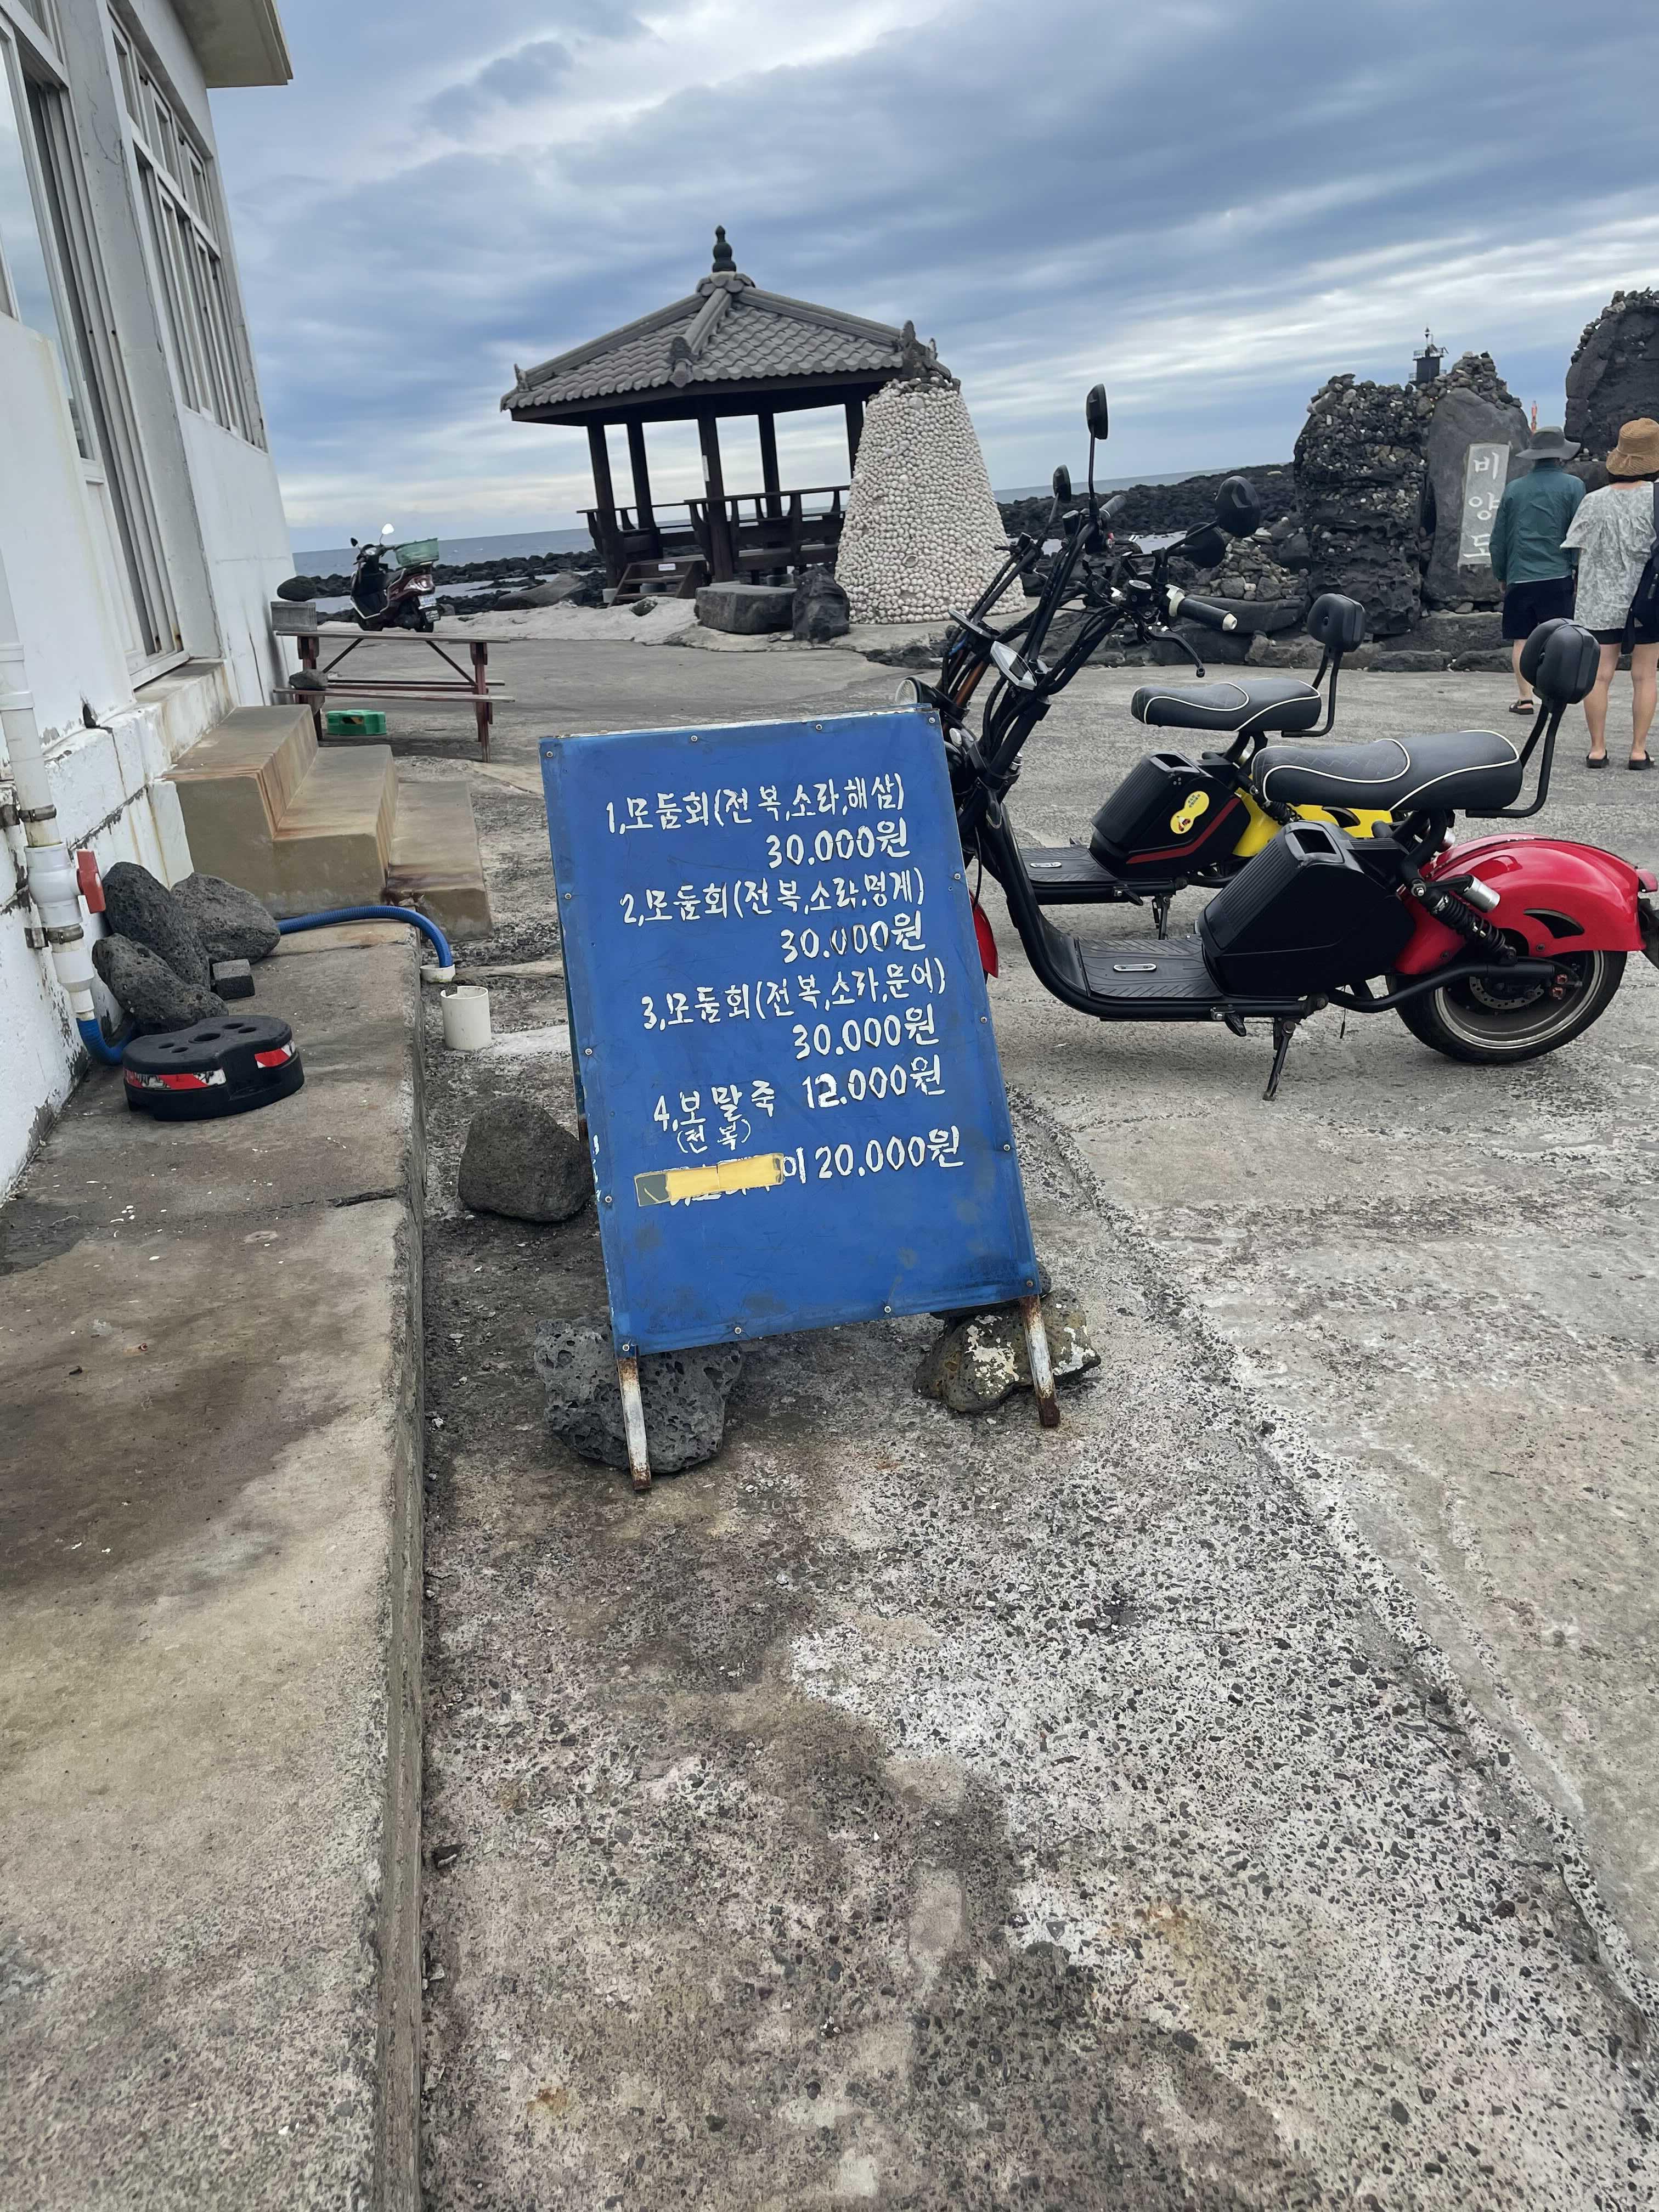 1, 모둠회(전복,소라,해삼)
30.000원
2, 모둠회(전복,소라,멍게)
30.000원
3, 모둠회(전복,소라,문어)
30.000원
4, 보말죽 12.000원
(전복)
이 20.000원
비양도